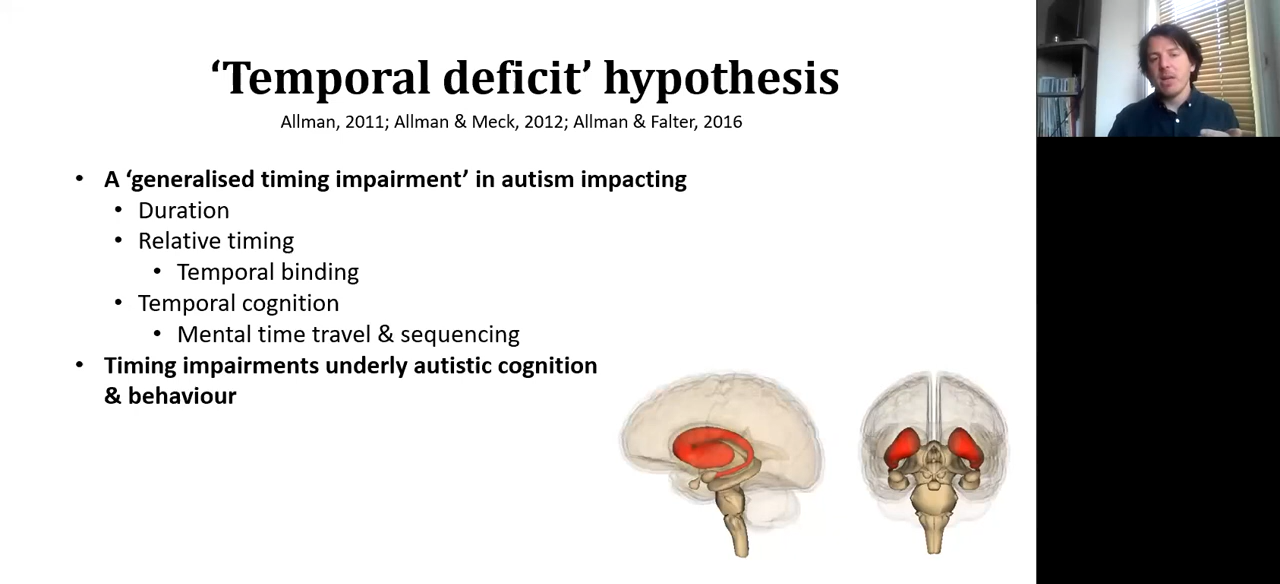 ‘Temporal deficit’ hypothesis
Allman, 2011; Allman & Meck, 2012; Allman & Falter, 2016
• A ‘generalised timing impairment’ in autism impacting
• Duration
• Relative timing
• Temporal binding
• Temporal cognition
• Mental time travel & sequencing
• Timing impairments underly autistic cognition
& behaviour